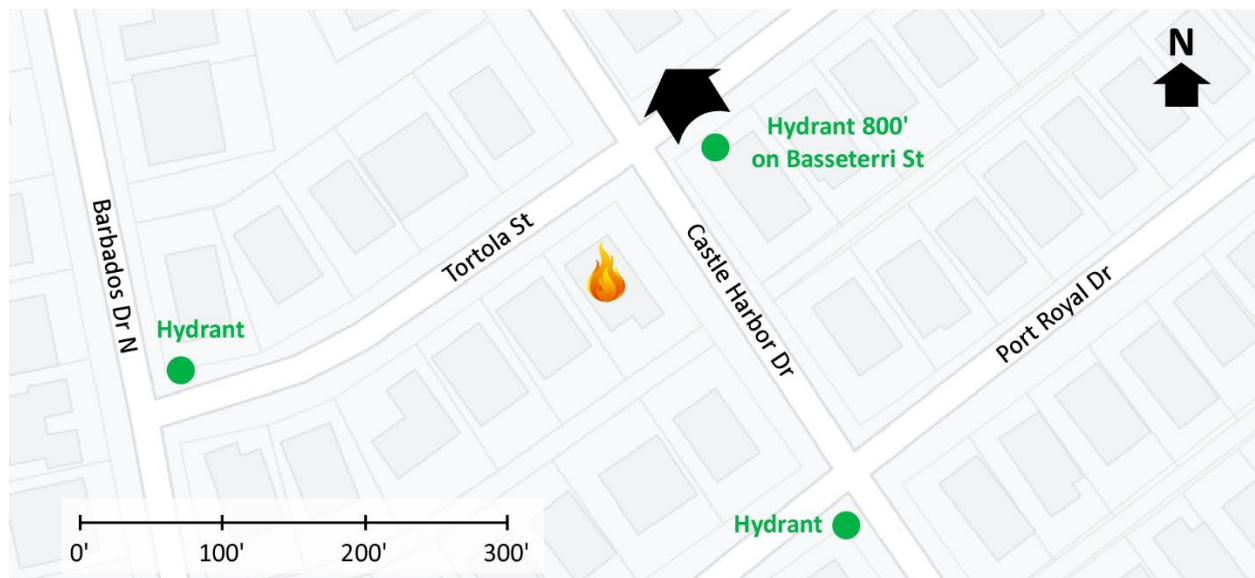 N
Hydrant 800'
on Basseterri St
Barbados Dr N
Tortola St
Castle Harbor Dr
Port Royal Dr
Hydrant
Hydrant
0' 100' 200' 300'